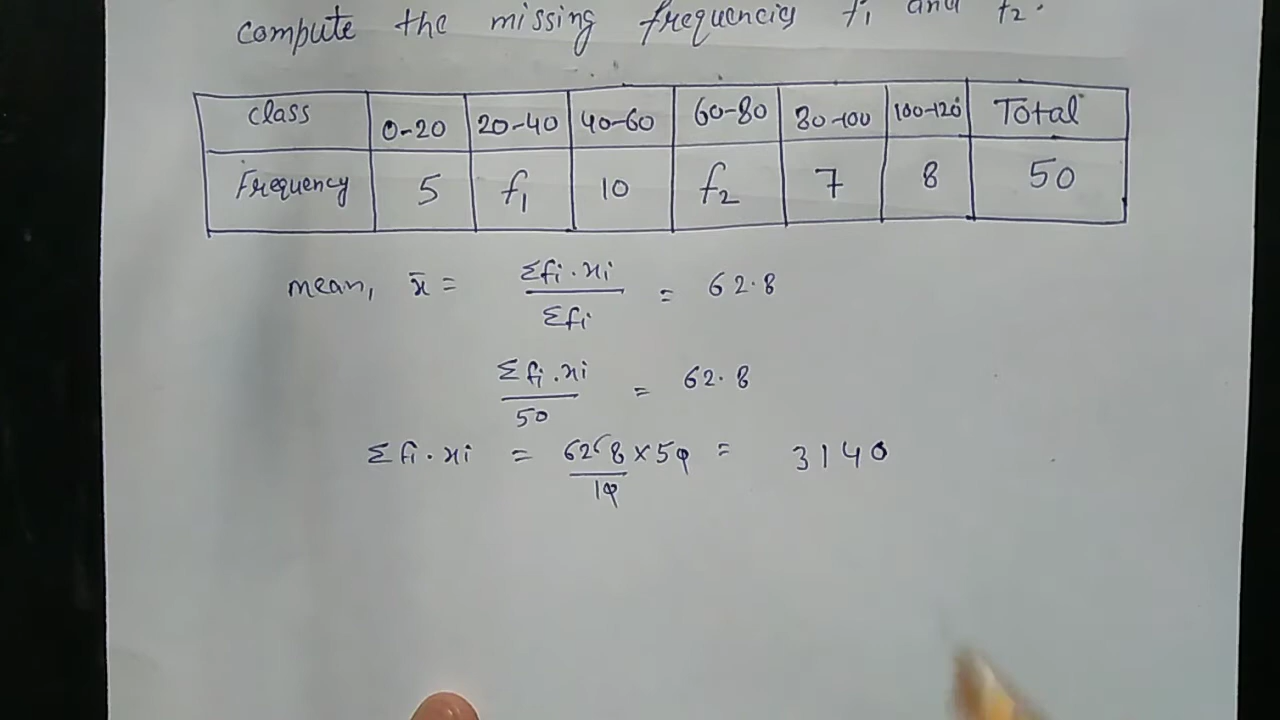 compute the missing frequencies f₁ and f₂.
class 0-20 20-40 40-60 60-80 80-100 100-120 Total
Frequency 5 f₁ 10 f₂ 7 8 50
mean, x̄ = Σfi.xi / Σfi = 62.8
Σfi.xi / 50 = 62.8
Σfi.xi = 628 / 10 × 50 = 3140